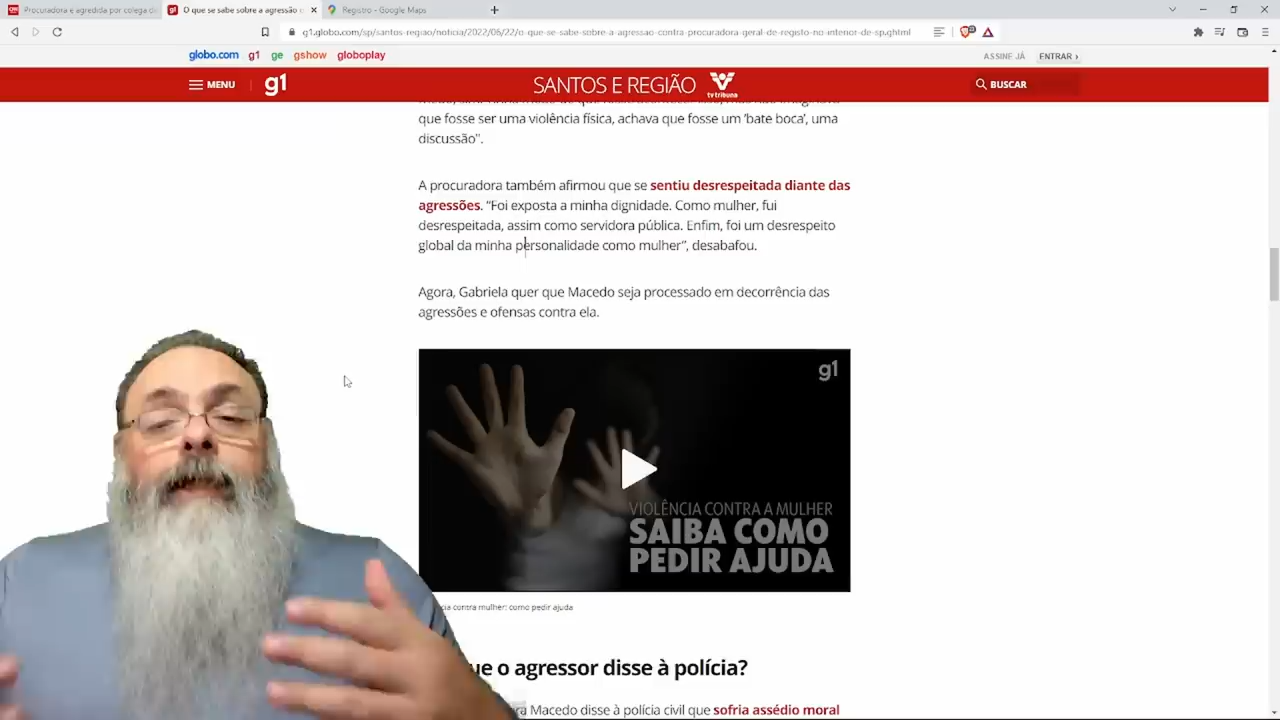 Procuradora é agredida por colega da
O que se sabe sobre a agressão c
Registro - Google Maps
g1.globo.com/sp/santos-regiao/noticia/2022/06/22/o-que-se-sabe-sobre-a-agressao-contra-procuradora-geral-de-registo-no-interior-de-sp.ghtml
globo.com g1 ge gshow globoplay
ASSINE JÁ ENTRAR ›
MENU g1 SANTOS E REGIÃO tv tribuna BUSCAR
que fosse ser uma violência física, achava que fosse um 'bate boca', uma
discussão".
A procuradora também afirmou que se sentiu desrespeitada diante das
agressões. "Foi exposta a minha dignidade. Como mulher, fui
desrespeitada, assim como servidora pública. Enfim, foi um desrespeito
global da minha personalidade como mulher", desabafou.
Agora, Gabriela quer que Macedo seja processado em decorrência das
agressões e ofensas contra ela.
g1
VIOLÊNCIA CONTRA A MULHER
SAIBA COMO
PEDIR AJUDA
contra mulher: como pedir ajuda
ue o agressor disse à polícia?
Macedo disse à polícia civil que sofria assédio moral